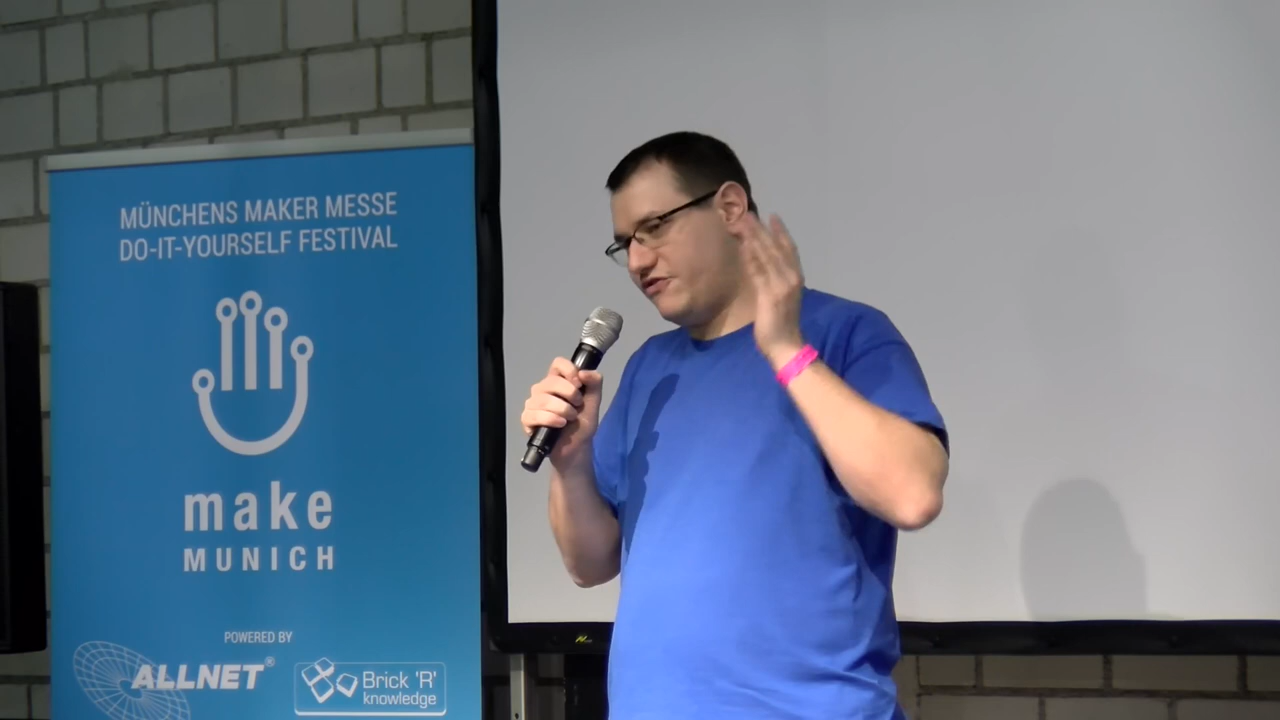 MÜNCHENS MAKER MESSE
DO-IT-YOURSELF FESTIVAL
make
MUNICH
POWERED BY
ALLNET®
Brick 'R'
knowledge